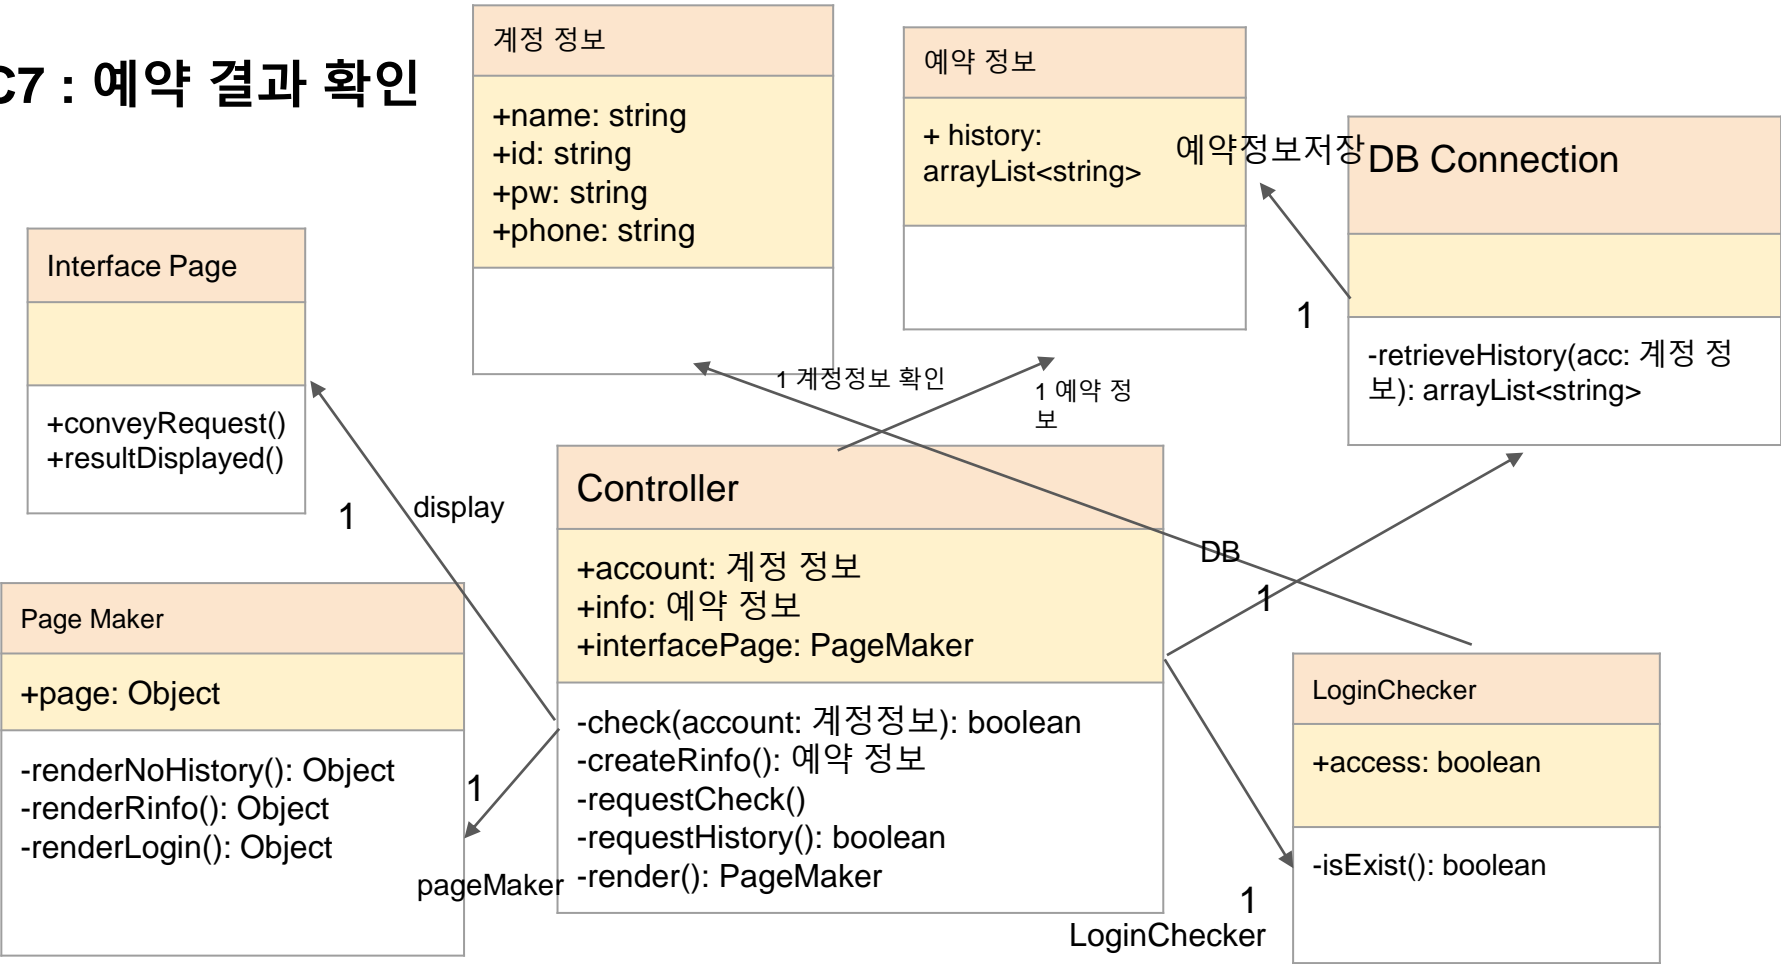 C7 : 예약 결과 확인
계정 정보
+name: string
+id: string
+pw: string
+phone: string
예약 정보
+ history:
arrayList<string>
예약정보저장
DB Connection
-retrieveHistory(acc: 계정 정
보): arrayList<string>
1
Interface Page
+conveyRequest()
+resultDisplayed()
1 계정정보 확인
1 예약 정
보
1
display
Controller
+account: 계정 정보
+info: 예약 정보
+interfacePage: PageMaker
-check(account: 계정정보): boolean
-createRinfo(): 예약 정보
-requestCheck()
-requestHistory(): boolean
-render(): PageMaker
DB
1
Page Maker
+page: Object
-renderNoHistory(): Object
-renderRinfo(): Object
-renderLogin(): Object
1
pageMaker
LoginChecker
+access: boolean
-isExist(): boolean
1
LoginChecker